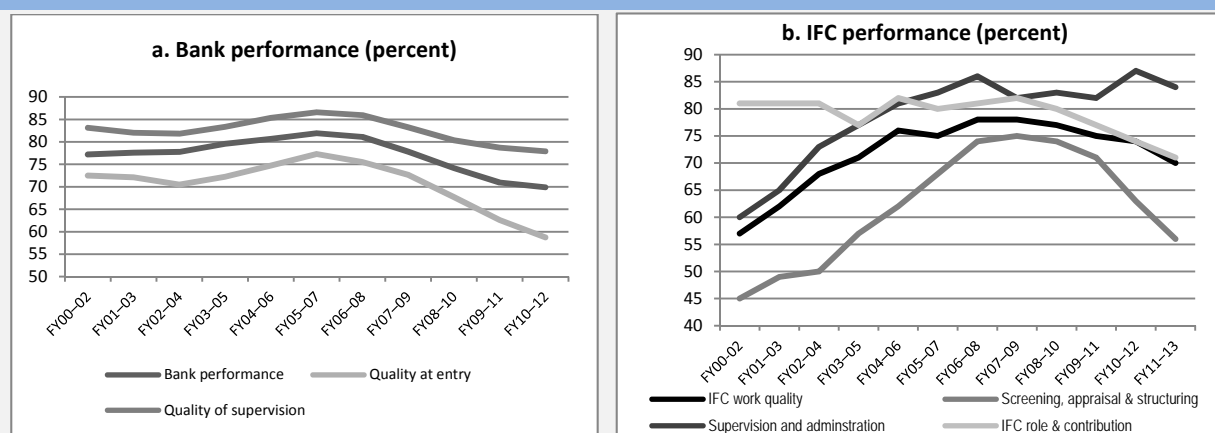 a. Bank performance (percent)
90
85
80
75
70
65
60
55
50
FY00–02
FY01–03
FY02–04
FY03–05
FY04–06
FY05–07
FY06–08
FY07–09
FY08–10
FY09–11
FY10–12
Bank performance
Quality at entry
Quality of supervision
b. IFC performance (percent)
90
85
80
75
70
65
60
55
50
45
40
FY00-02
FY01–03
FY02–04
FY03–05
FY04–06
FY05–07
FY06–08
FY07–09
FY08–10
FY09–11
FY10–12
FY11–13
IFC work quality
Screening, appraisal & structuring
Supervision and adminstration
IFC role & contribution